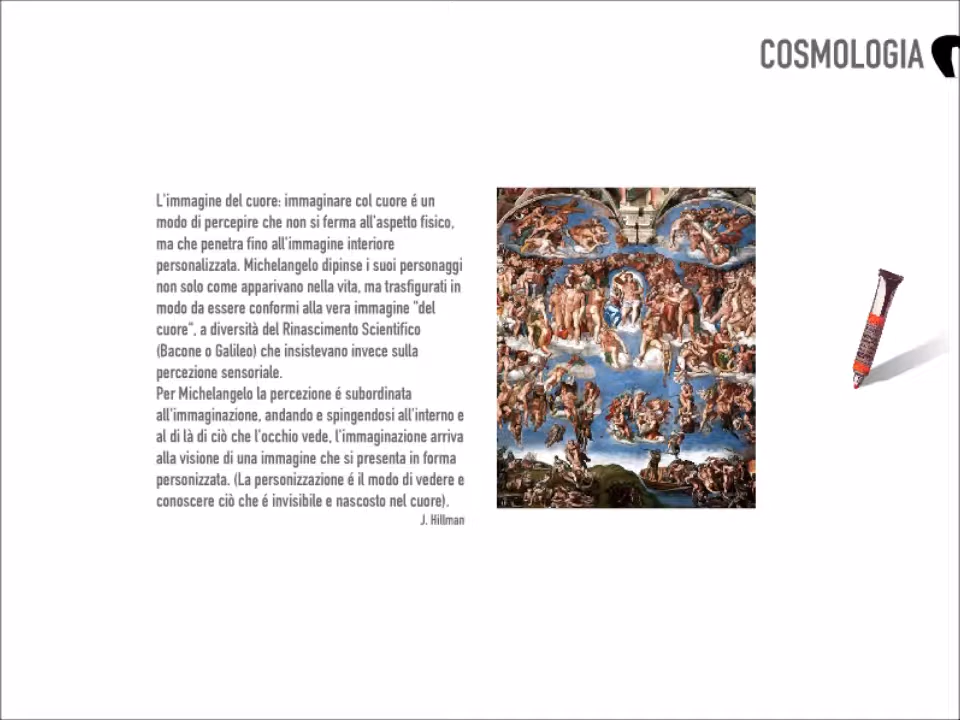 COSMOLOGIA
L'immagine del cuore: immaginare col cuore é un
modo di percepire che non si ferma all'aspetto fisico,
ma che penetra fino all'immagine interiore
personalizzata. Michelangelo dipinse i suoi personaggi
non solo come apparivano nella vita, ma trasfigurati in
modo da essere conformi alla vera immagine "del
cuore", a diversità del Rinascimento Scientifico
(Bacone o Galileo) che insistevano invece sulla
percezione sensoriale.
Per Michelangelo la percezione é subordinata
all'immaginazione, andando e spingendosi all'interno e
al di là di ciò che l'occhio vede, l'immaginazione arriva
alla visione di una immagine che si presenta in forma
personizzata. (La personizzazione é il modo di vedere e
conoscere ciò che é invisibile e nascosto nel cuore).
J. Hillman